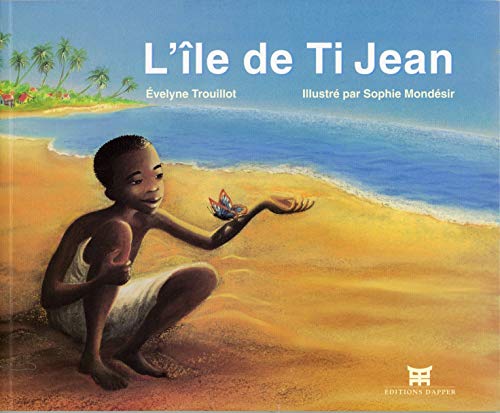 L'île de Ti Jean
Évelyne Trouillot
Illustré par Sophie Mondésir
EDITIONS DAPPER